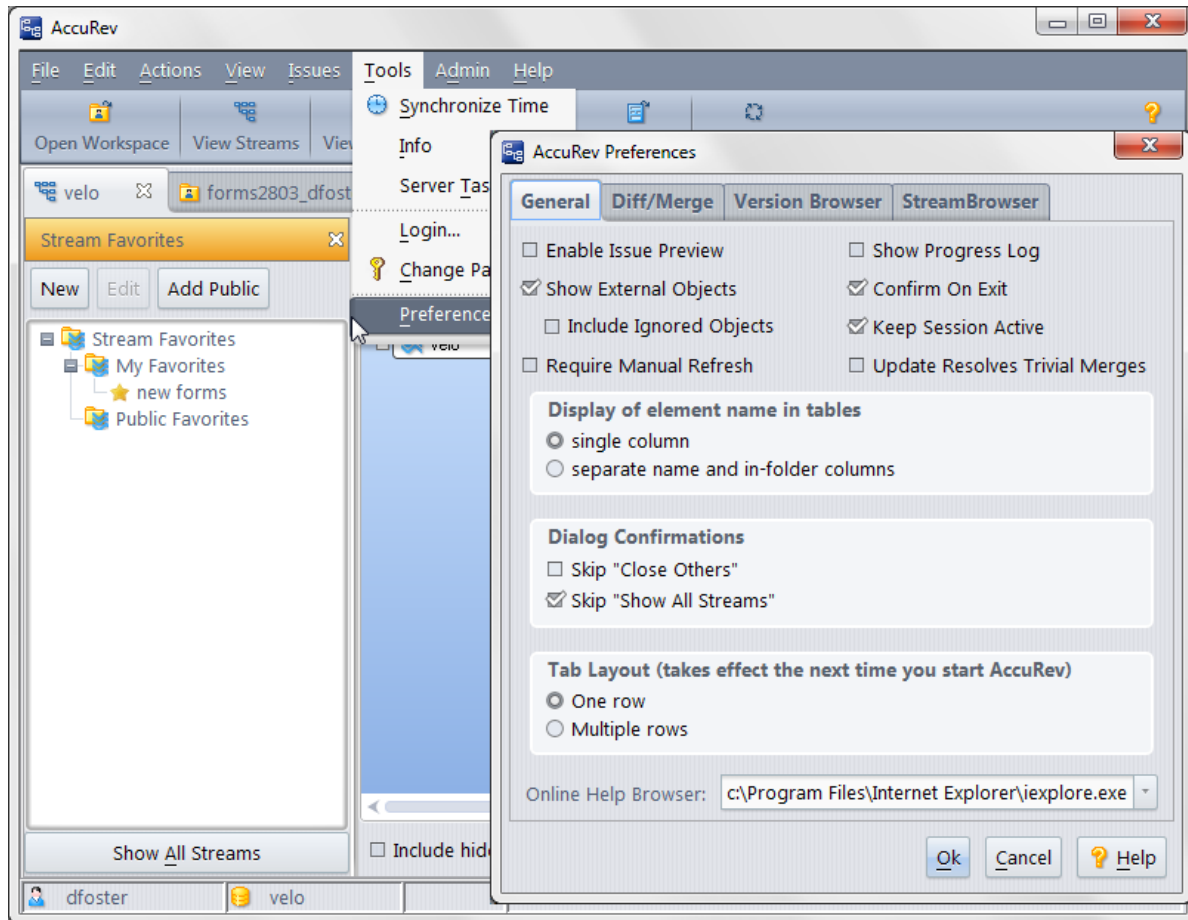 AccuRev
File Edit Actions View Issues Tools Admin Help
Open Workspace View Streams
velo forms2803_dfost
Stream Favorites
New Edit Add Public
Stream Favorites
My Favorites
new forms
Public Favorites
Show All Streams
dfoster velo
Synchronize Time
Info
Server Tas
Login...
Change Pa
Preference
velo
Include hid
AccuRev Preferences
General Diff/Merge Version Browser StreamBrowser
Enable Issue Preview Show Progress Log
Show External Objects Confirm On Exit
Include Ignored Objects Keep Session Active
Require Manual Refresh Update Resolves Trivial Merges
Display of element name in tables
single column
separate name and in-folder columns
Dialog Confirmations
Skip "Close Others"
Skip "Show All Streams"
Tab Layout (takes effect the next time you start AccuRev)
One row
Multiple rows
Online Help Browser: c:\Program Files\Internet Explorer\iexplore.exe
Ok Cancel Help